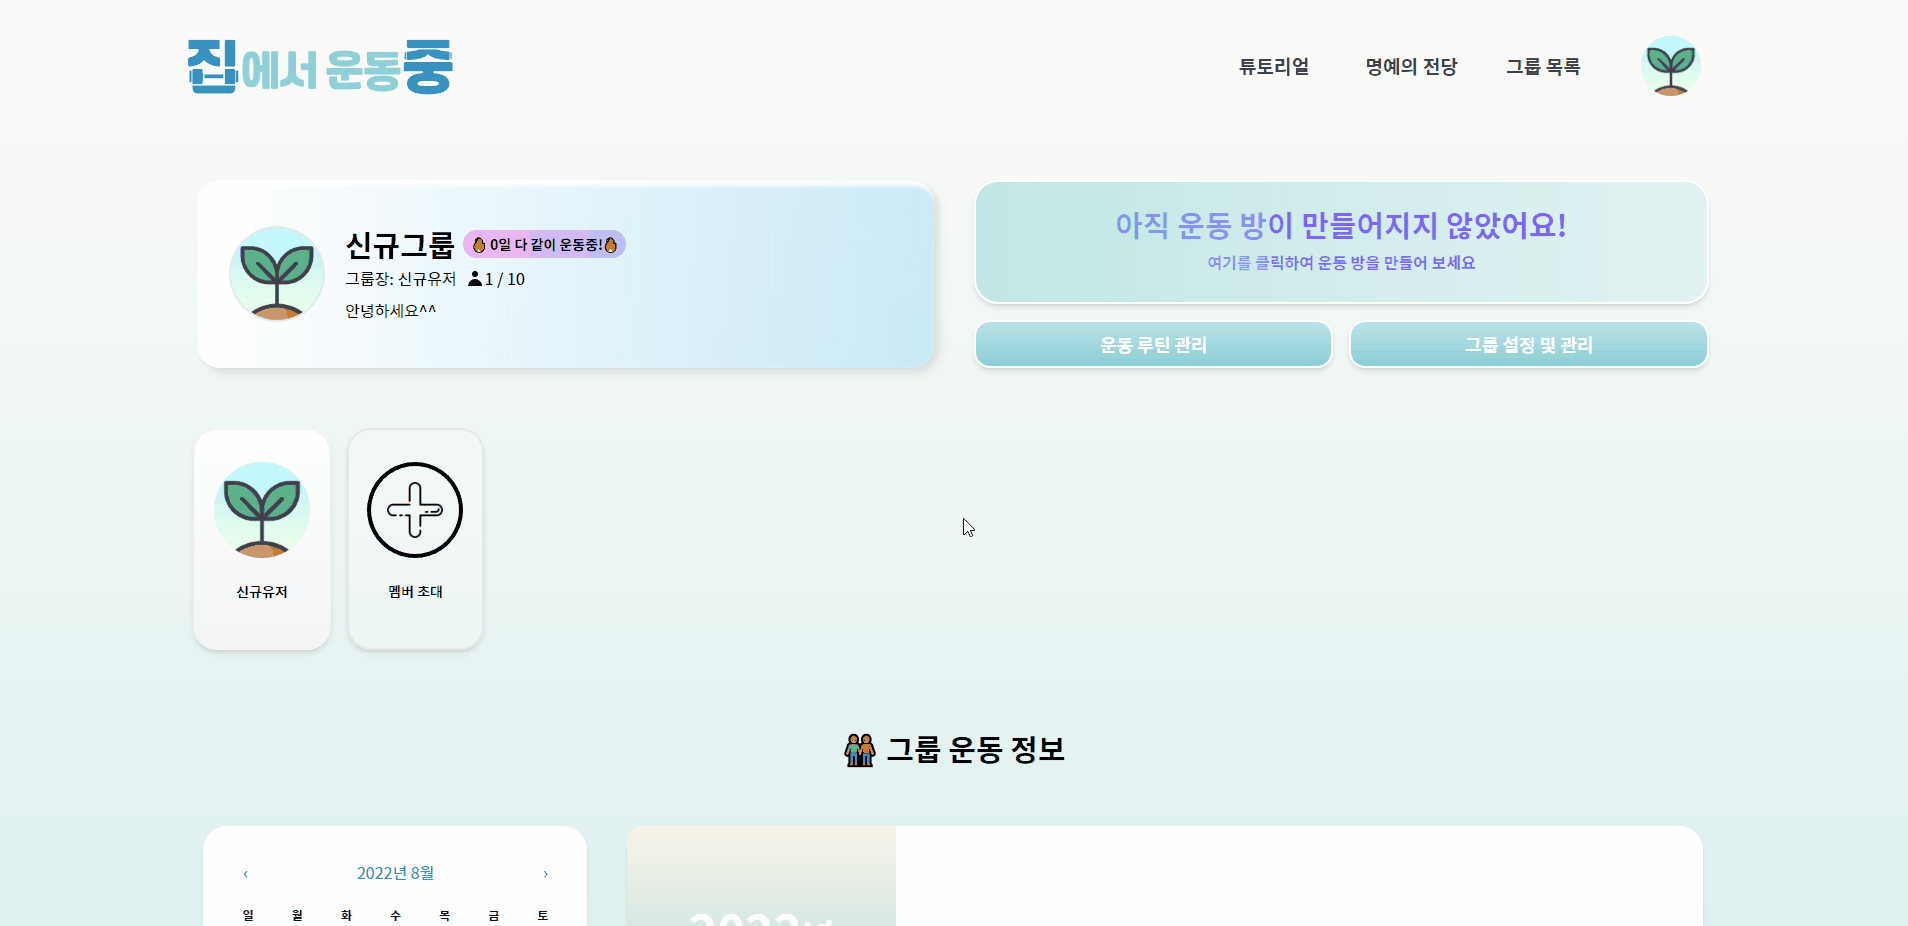 집에서 운동중
튜토리얼 명예의 전당 그룹 목록
신규그룹 0일 다 같이 운동중!
그룹장: 신규유저 1 / 10
안녕하세요^^
아직 운동 방이 만들어지지 않았어요!
여기를 클릭하여 운동 방을 만들어 보세요
운동 루틴 관리 그룹 설정 및 관리
신규유저 멤버 초대
그룹 운동 정보
‹ 2022년 8월 ›
일 월 화 수 목 금 토
2022년